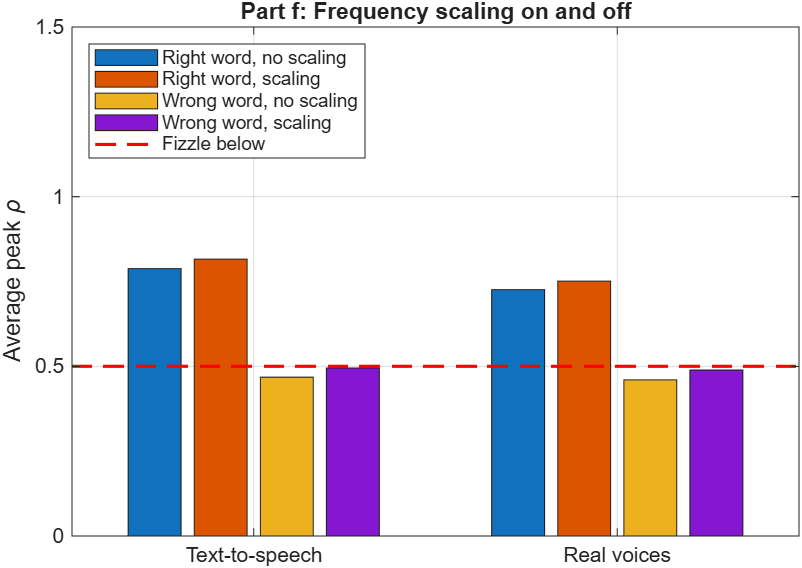 Part f: Frequency scaling on and off
1.5
Right word, no scaling
Right word, scaling
Wrong word, no scaling
Wrong word, scaling
Fizzle below
1
Average peak ρ
0.5
0
Text-to-speech
Real voices